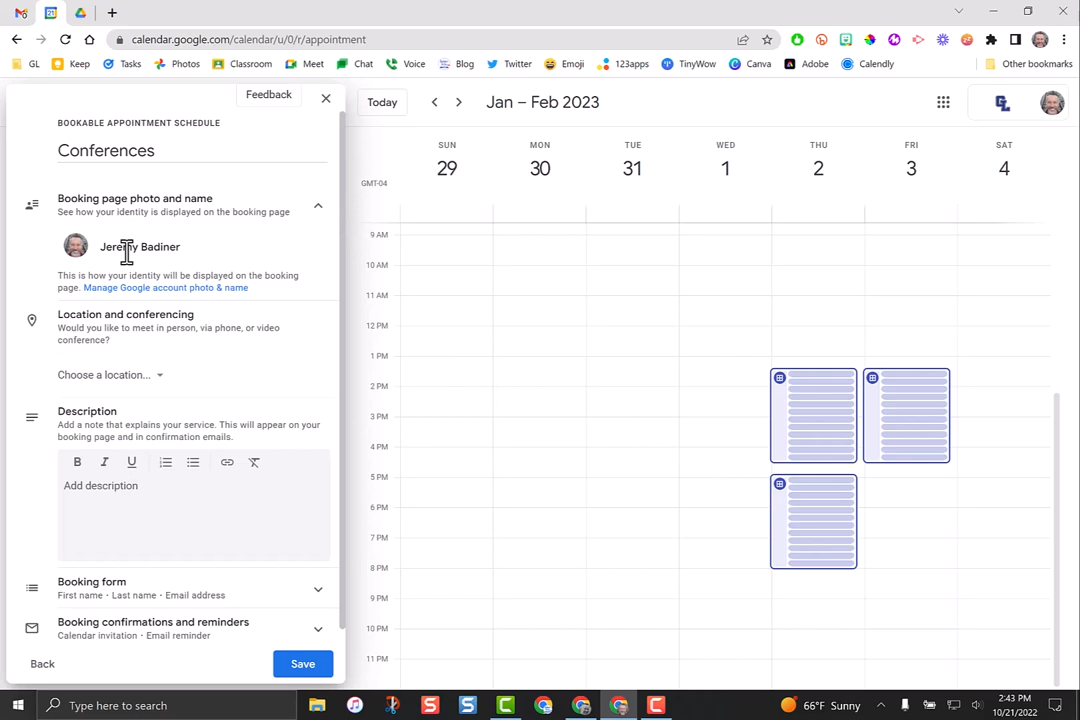 calendar.google.com/calendar/u/0/r/appointment
GL Keep Tasks Photos Classroom Meet Chat Voice Blog Twitter Emoji 123apps TinyWow Canva Adobe Calendly Other bookmarks
Feedback
BOOKABLE APPOINTMENT SCHEDULE
Conferences
Booking page photo and name
See how your identity is displayed on the booking page
Jeremy Badiner
This is how your identity will be displayed on the booking
page. Manage Google account photo & name
Location and conferencing
Would you like to meet in person, via phone, or video
conference?
Choose a location...
Description
Add a note that explains your service. This will appear on your
booking page and in confirmation emails.
B I U
Add description
Booking form
First name · Last name · Email address
Booking confirmations and reminders
Calendar invitation · Email reminder
Back Save
Today Jan – Feb 2023
GL
SUN MON TUE WED THU FRI SAT
29 30 31 1 2 3 4
GMT-04
9 AM
10 AM
11 AM
12 PM
1 PM
2 PM
3 PM
4 PM
5 PM
6 PM
7 PM
8 PM
9 PM
10 PM
11 PM
Type here to search
66°F Sunny
2:43 PM
10/21/2022